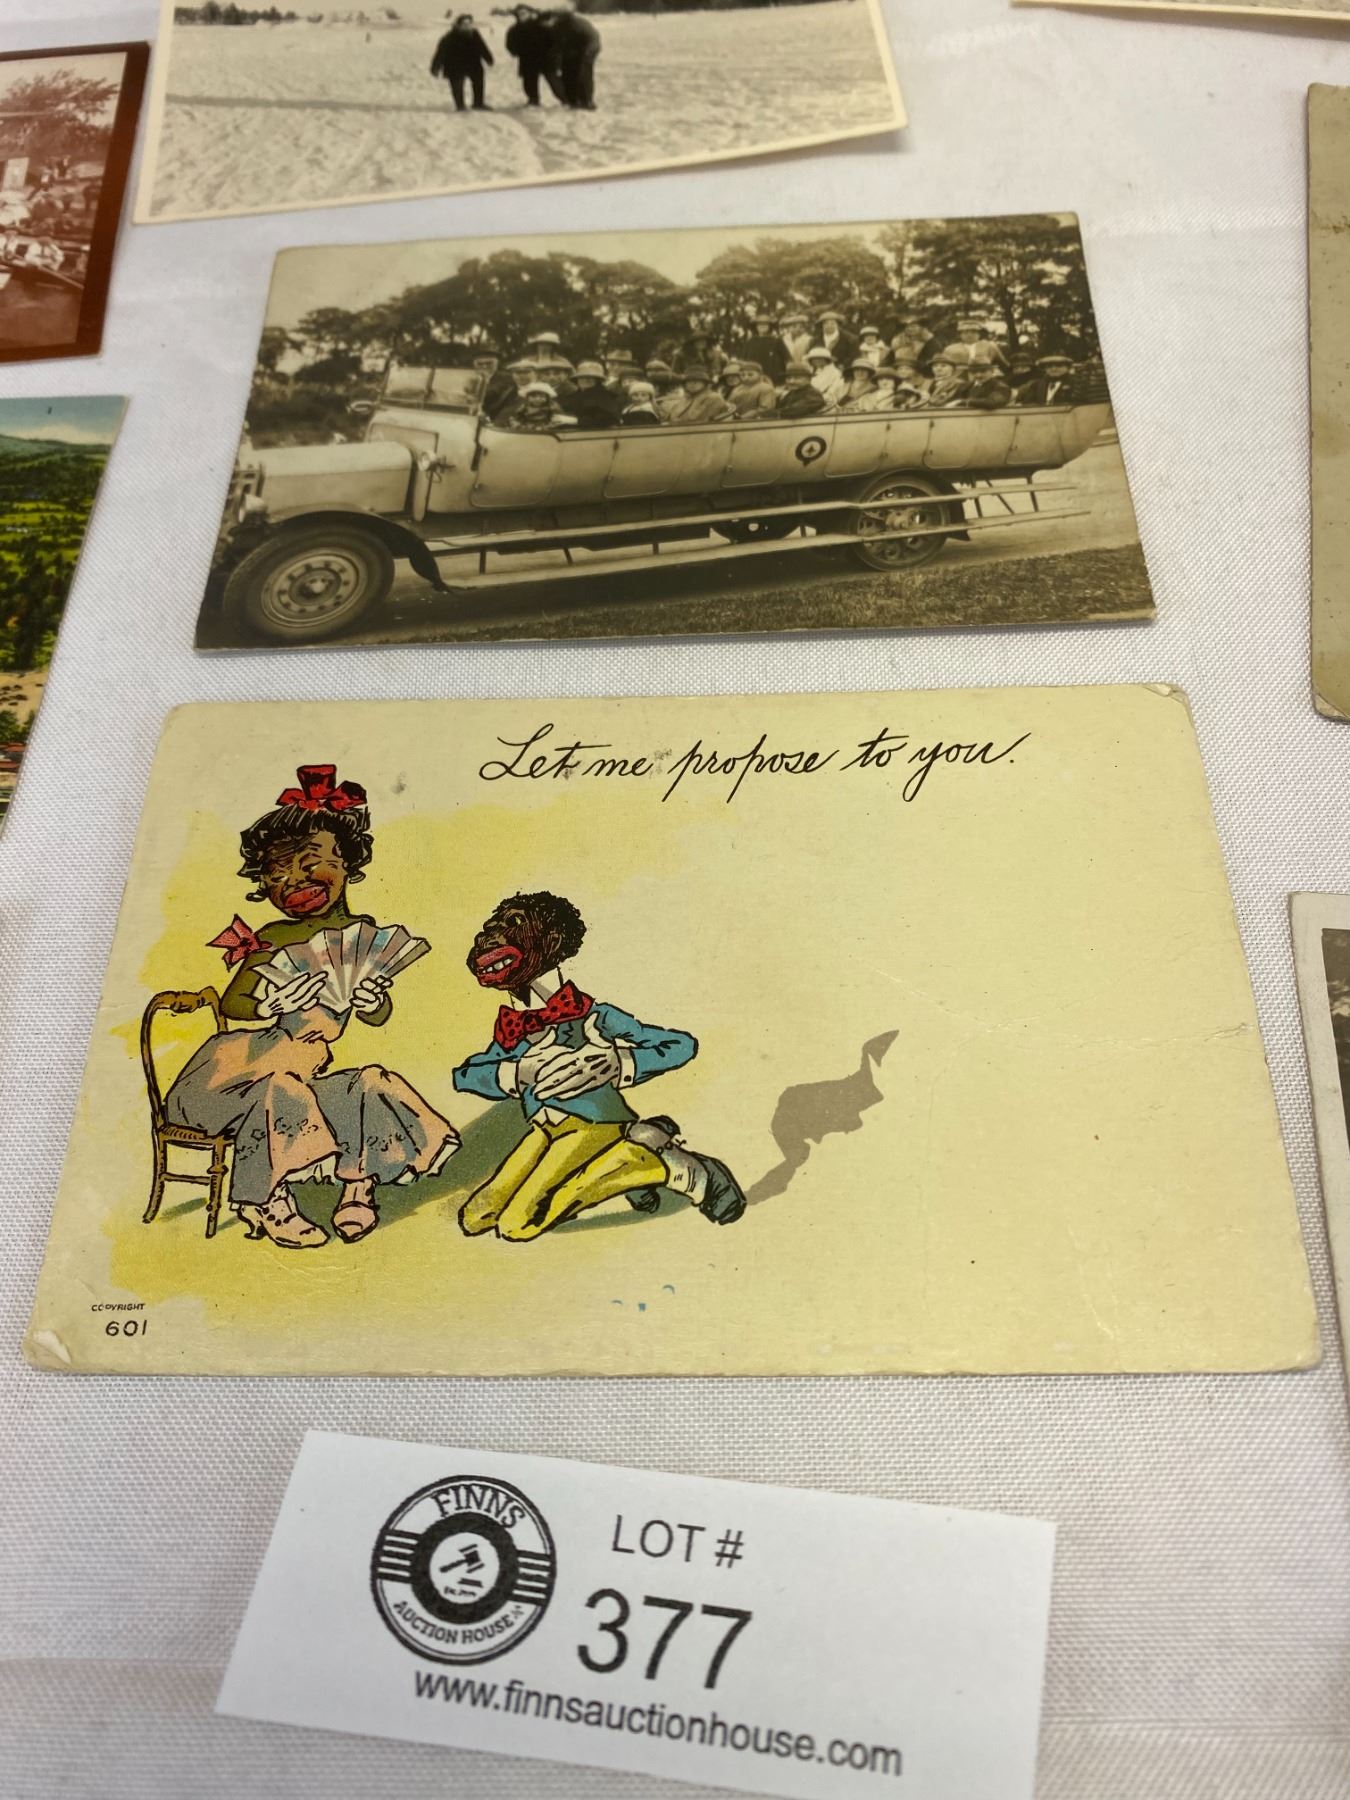 Let me propose to you.
COPYRIGHT
601
FINNS
AUCTION HOUSE
LOT #
377
www.finnsauctionhouse.com